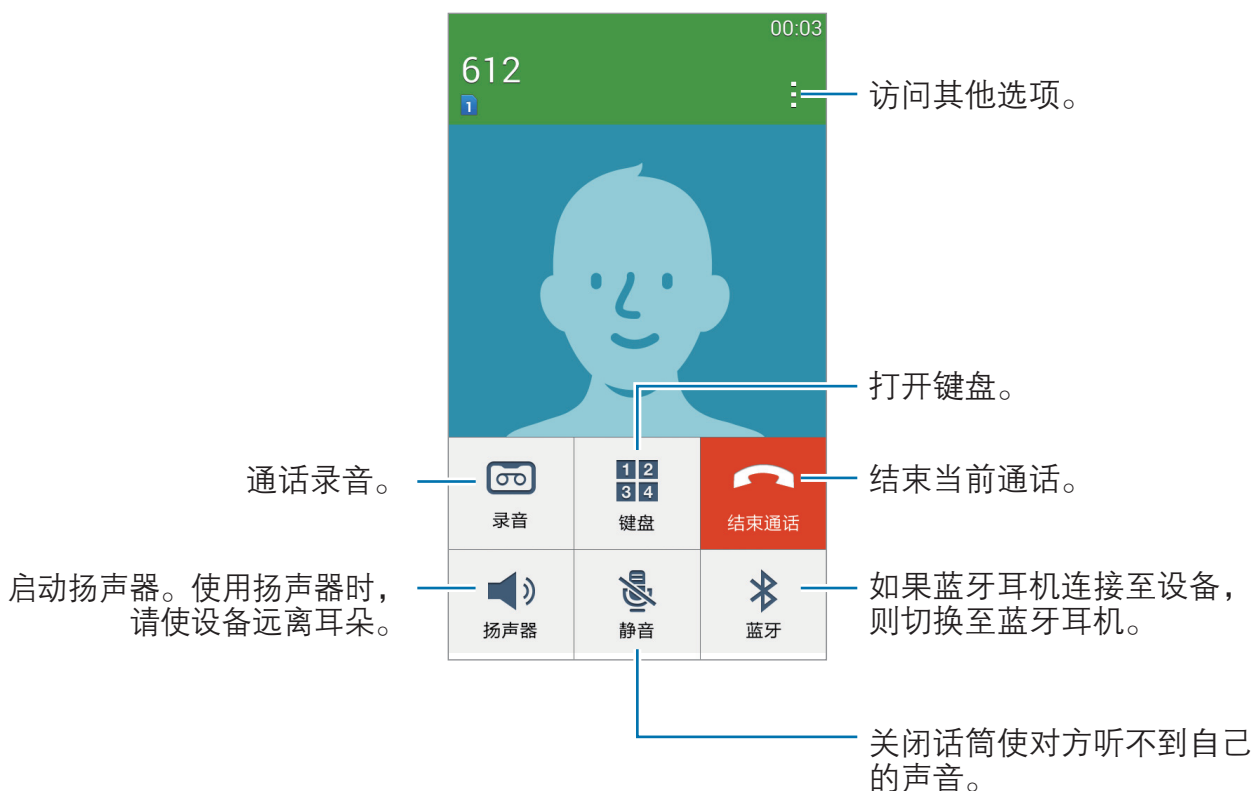 00:03
612
1
访问其他选项。
打开键盘。
通话录音。
1 2
3 4
结束当前通话。
录音
键盘
结束通话
启动扬声器。使用扬声器时，
请使设备远离耳朵。
如果蓝牙耳机连接至设备，
则切换至蓝牙耳机。
扬声器
静音
蓝牙
关闭话筒使对方听不到自己
的声音。